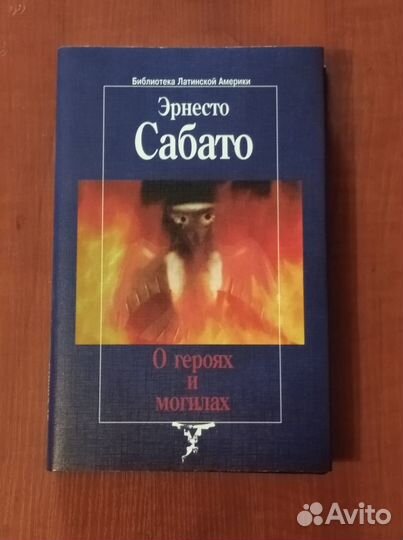 Библиотека Латинской Америки
Эрнесто
Сабато
О героях
и
могилах
Avito